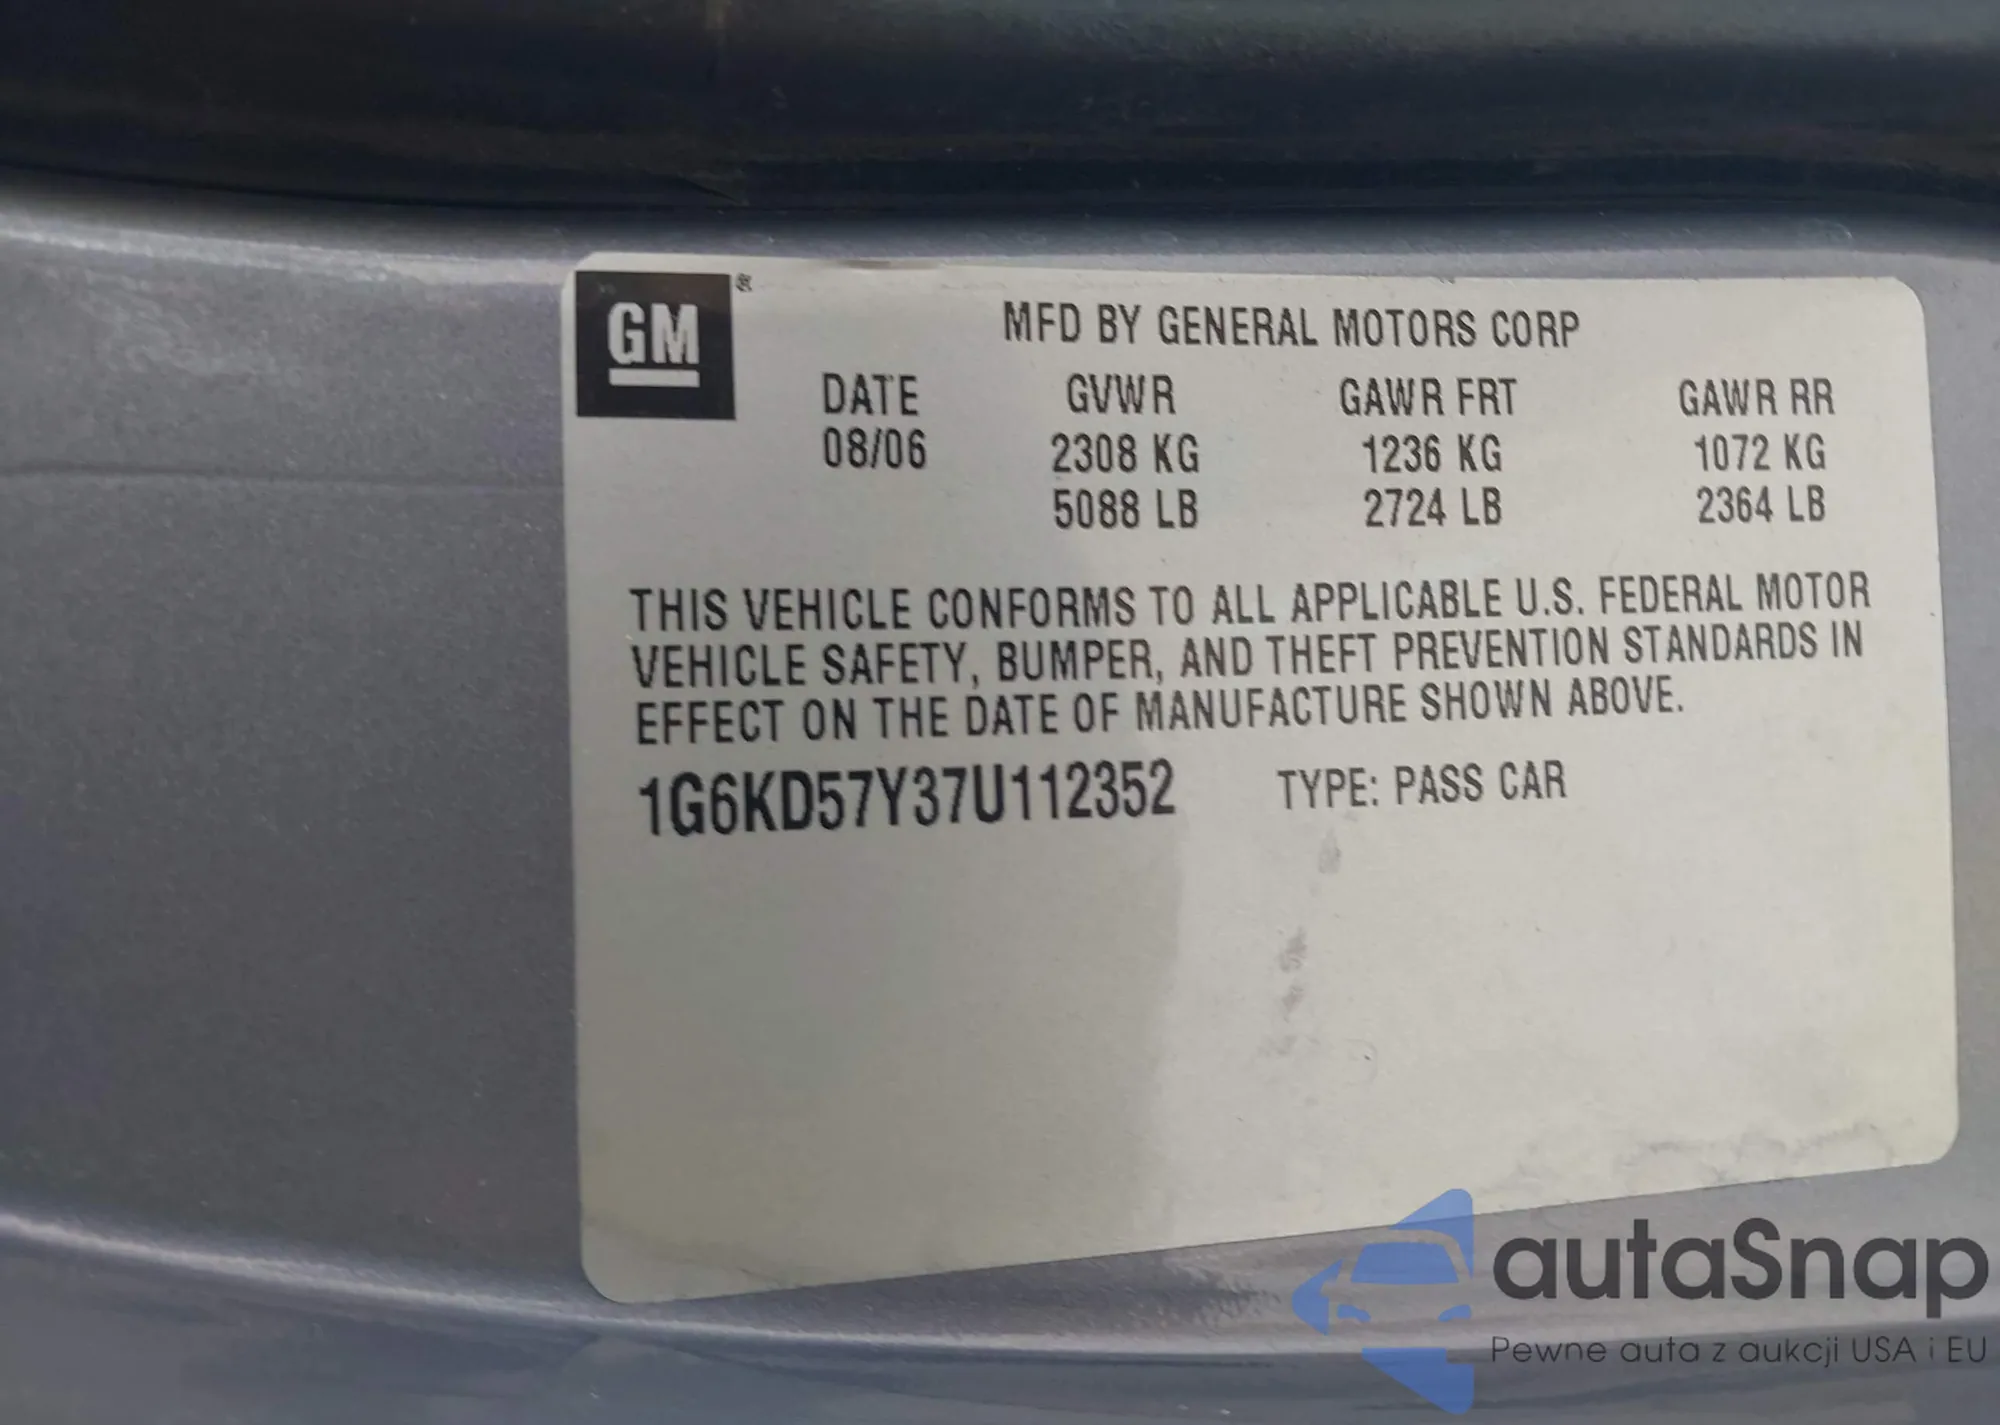 GM ®
MFD BY GENERAL MOTORS CORP
DATE GVWR GAWR FRT GAWR RR
08/06 2308 KG 1236 KG 1072 KG
5088 LB 2724 LB 2364 LB
THIS VEHICLE CONFORMS TO ALL APPLICABLE U.S. FEDERAL MOTOR
VEHICLE SAFETY, BUMPER, AND THEFT PREVENTION STANDARDS IN
EFFECT ON THE DATE OF MANUFACTURE SHOWN ABOVE.
1G6KD57Y37U112352 TYPE: PASS CAR
autaSnap
Pewne auta z aukcji USA i EU